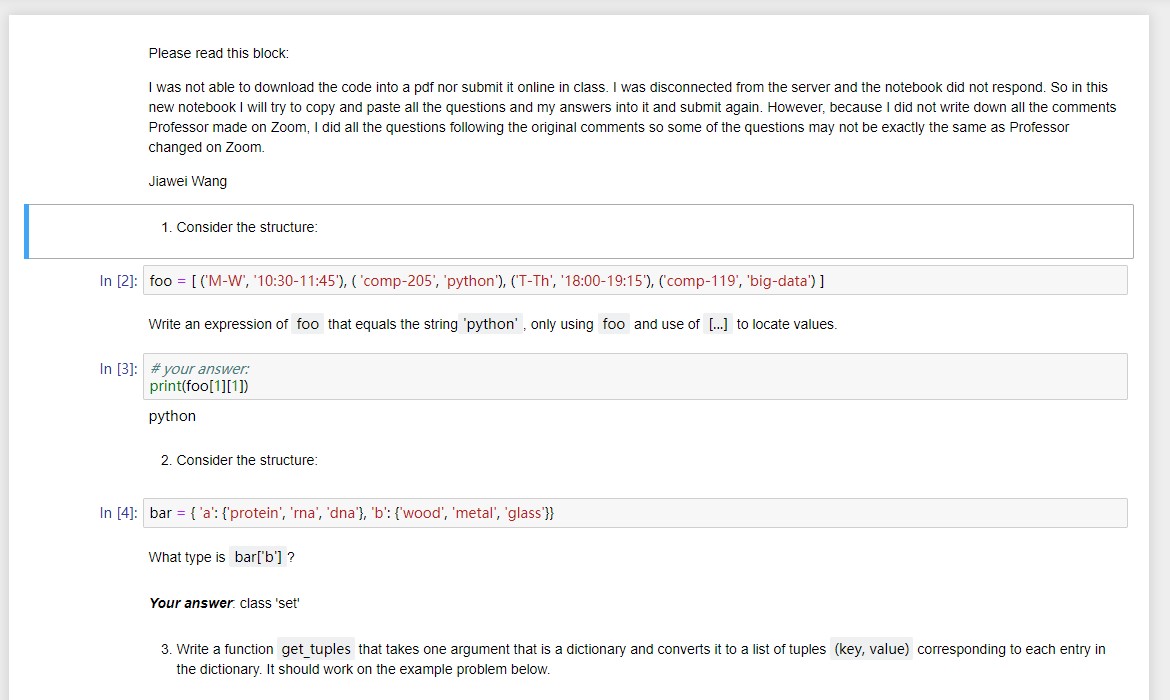 Please read this block:
I was not able to download the code into a pdf nor submit it online in class. I was disconnected from the server and the notebook did not respond. So in this
new notebook I will try to copy and paste all the questions and my answers into it and submit again. However, because I did not write down all the comments
Professor made on Zoom, I did all the questions following the original comments so some of the questions may not be exactly the same as Professor
changed on Zoom.
Jiawei Wang
1. Consider the structure:
In [2]: foo = [ ('M-W', '10:30-11:45'), ( 'comp-205', 'python'), ('T-Th', '18:00-19:15'), ('comp-119', 'big-data') ]
Write an expression of foo that equals the string 'python' , only using foo and use of [...] to locate values.
In [3]: # your answer:
print(foo[1][1])
python
2. Consider the structure:
In [4]: bar = { 'a': {'protein', 'rna', 'dna'}, 'b': {'wood', 'metal', 'glass'}}
What type is bar['b'] ?
Your answer: class 'set'
3. Write a function get_tuples that takes one argument that is a dictionary and converts it to a list of tuples (key, value) corresponding to each entry in
the dictionary. It should work on the example problem below.